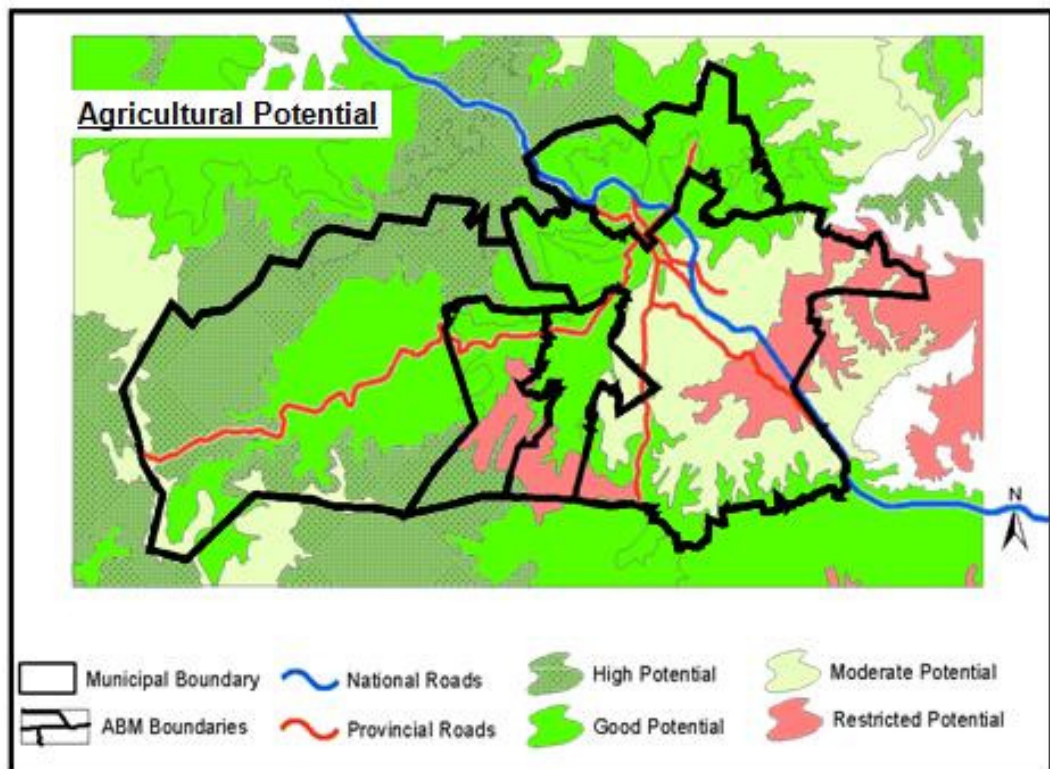 Agricultural Potential
N
Municipal Boundary
National Roads
High Potential
Moderate Potential
ABM Boundaries
Provincial Roads
Good Potential
Restricted Potential